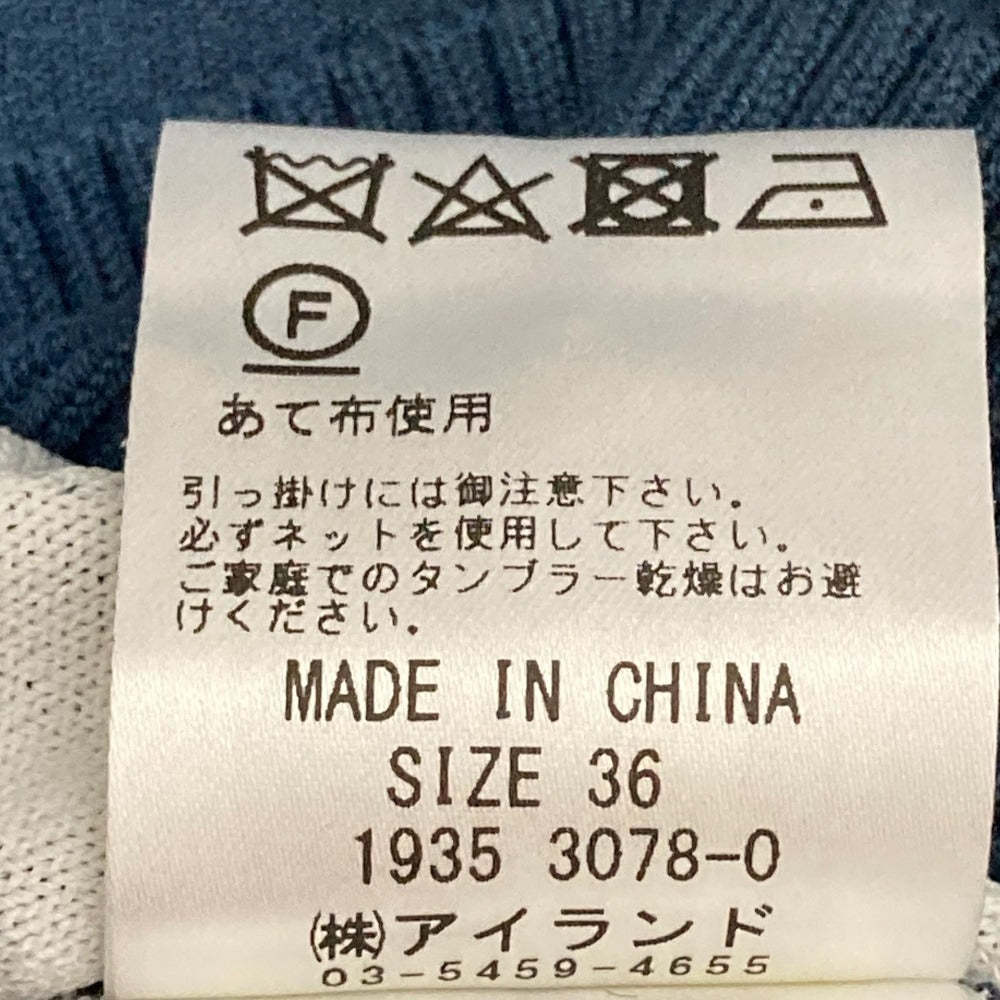 F
あて布使用
引っ掛けには御注意下さい。
必ずネットを使用して下さい。
ご家庭でのタンブラー乾燥はお避
けください。
MADE IN CHINA
SIZE 36
1935 3078-0
㈱アイランド
03-5459-4655